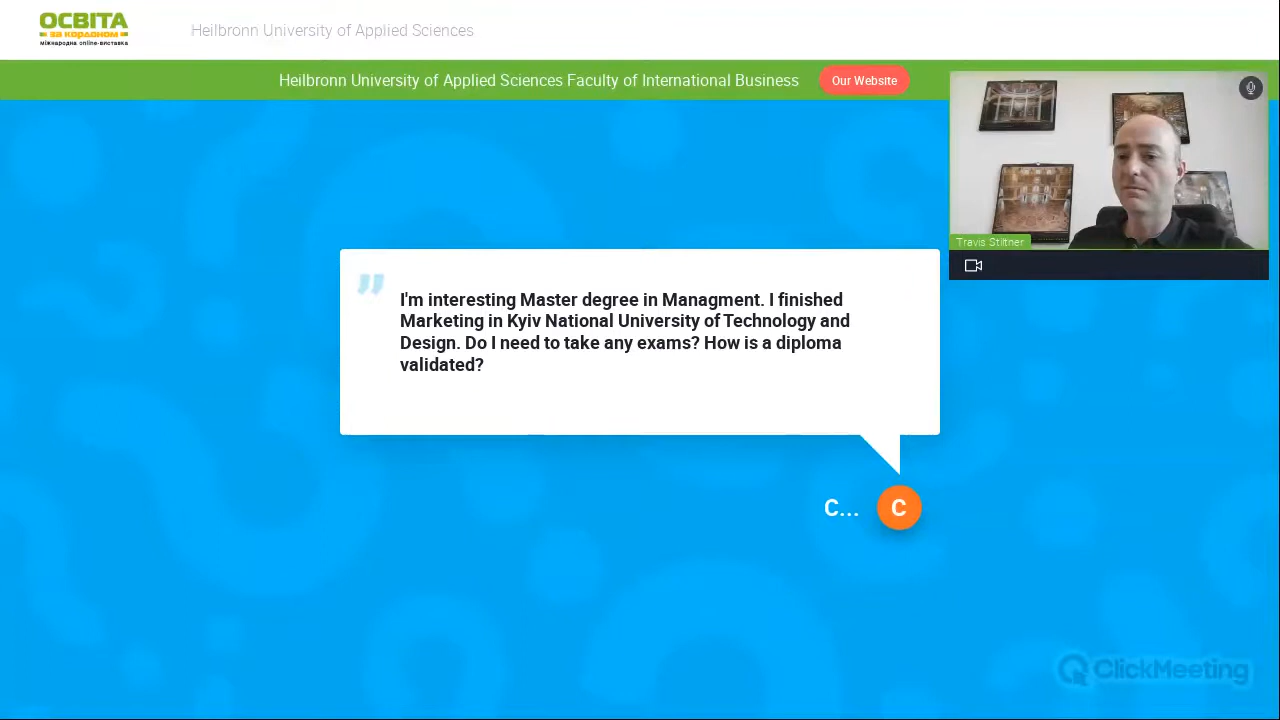 ОСВІТА
за кордоном
міжнародна online-виставка
Heilbronn University of Applied Sciences
Heilbronn University of Applied Sciences Faculty of International Business
Our Website
Travis Stiltner
"
I'm interesting Master degree in Managment. I finished
Marketing in Kyiv National University of Technology and
Design. Do I need to take any exams? How is a diploma
validated?
C...
C
ClickMeeting